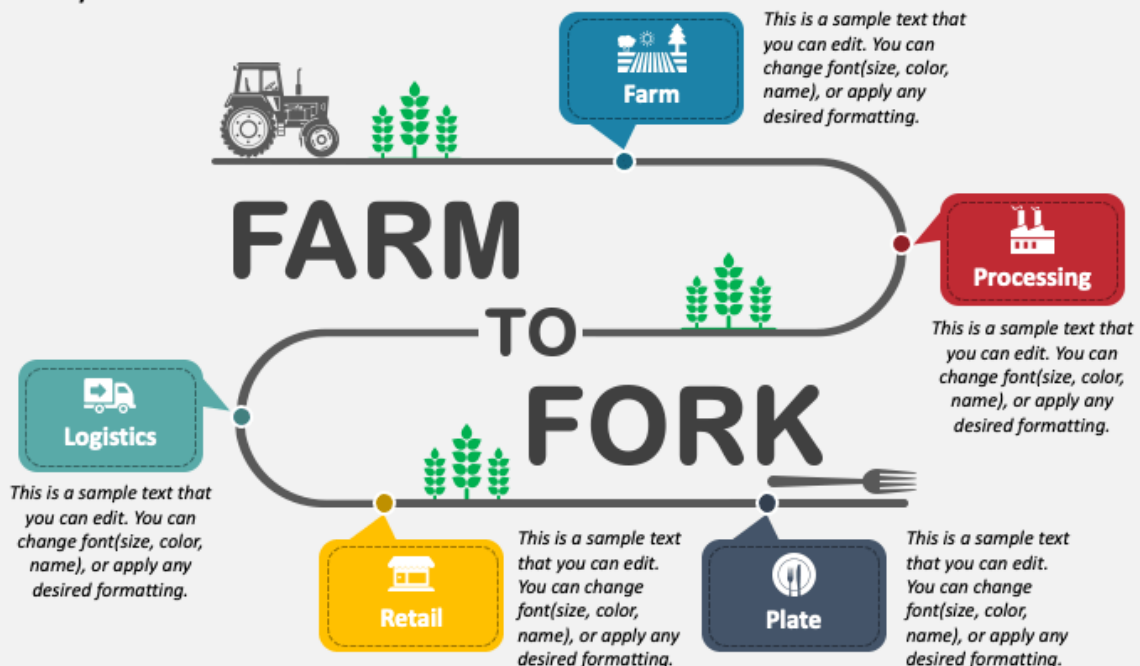 This is a sample text that
you can edit. You can
change font(size, color,
name), or apply any
desired formatting.
Farm
FARM
Processing
TO
This is a sample text that
you can edit. You can
change font(size, color,
name), or apply any
desired formatting.
Logistics
FORK
This is a sample text that
you can edit. You can
change font(size, color,
name), or apply any
desired formatting.
Retail
This is a sample text
that you can edit.
You can change
font(size, color,
name), or apply any
desired formatting.
Plate
This is a sample text
that you can edit.
You can change
font(size, color,
name), or apply any
desired formatting.